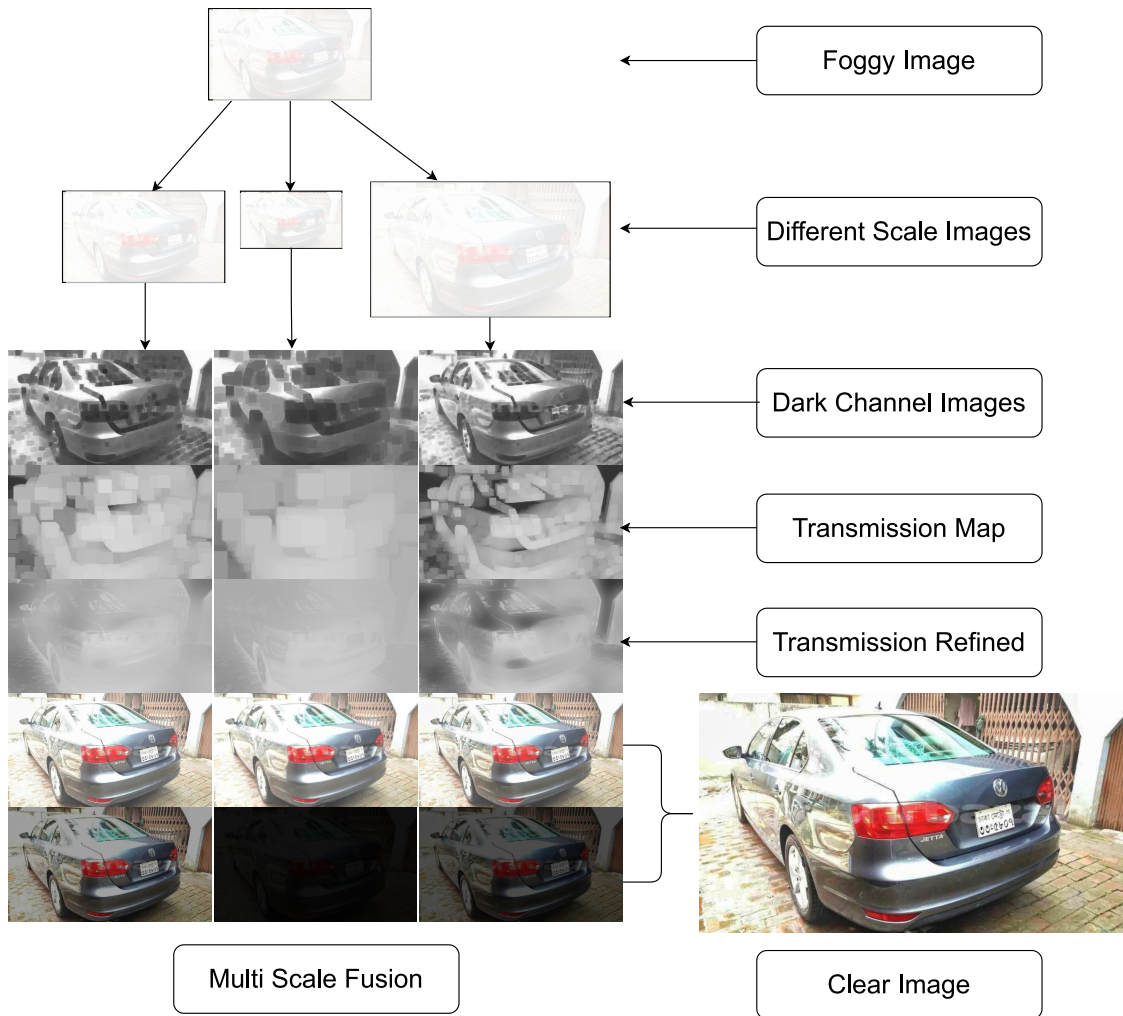 Foggy Image
Different Scale Images
Dark Channel Images
Transmission Map
Transmission Refined
JETTA
Multi Scale Fusion
Clear Image